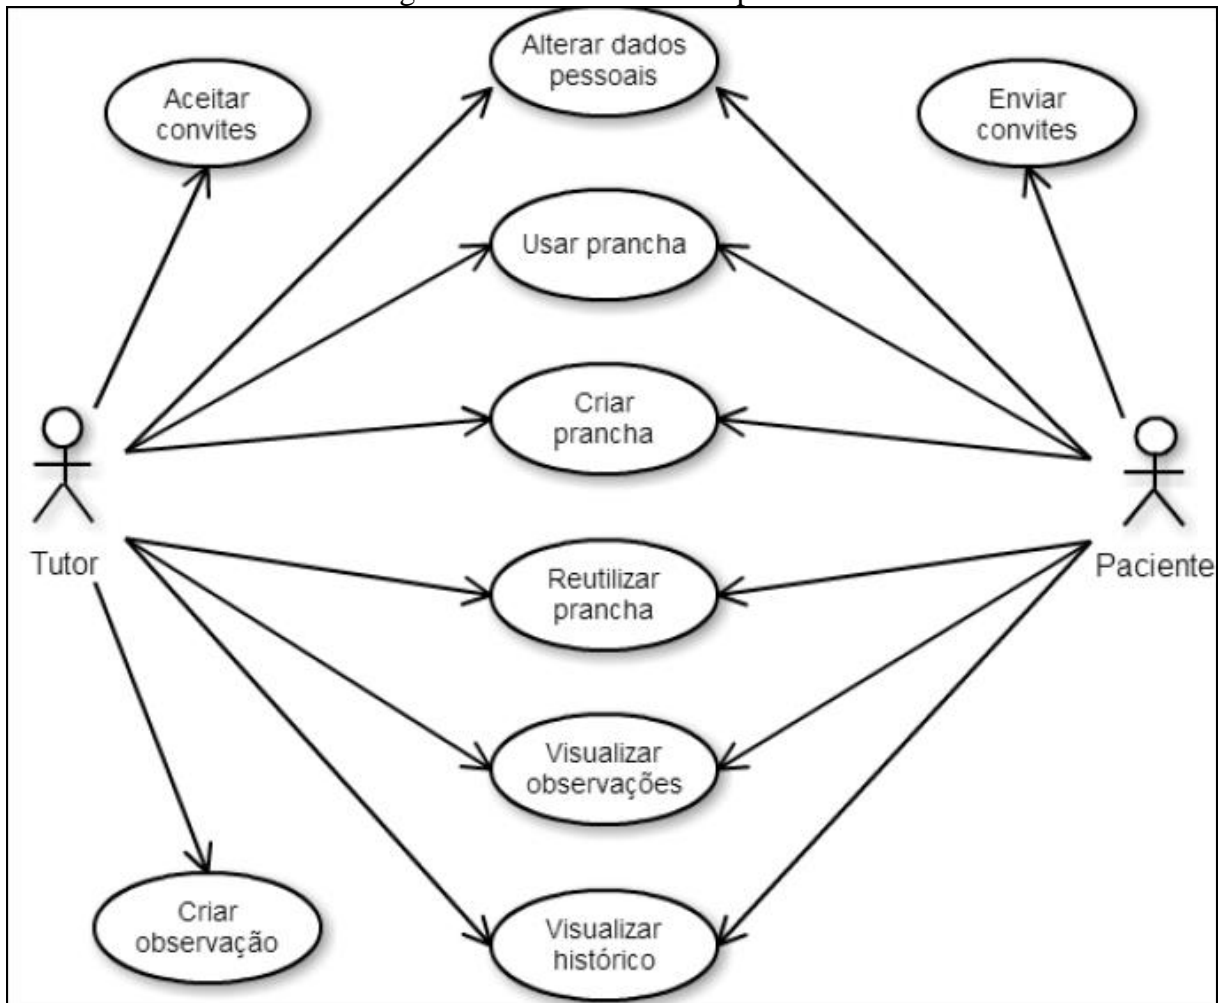 Alterar dados
pessoais
Aceitar
convites
Enviar
convites
Usar prancha
Criar
prancha
Tutor
Paciente
Reutilizar
prancha
Visualizar
observações
Criar
observação
Visualizar
histórico